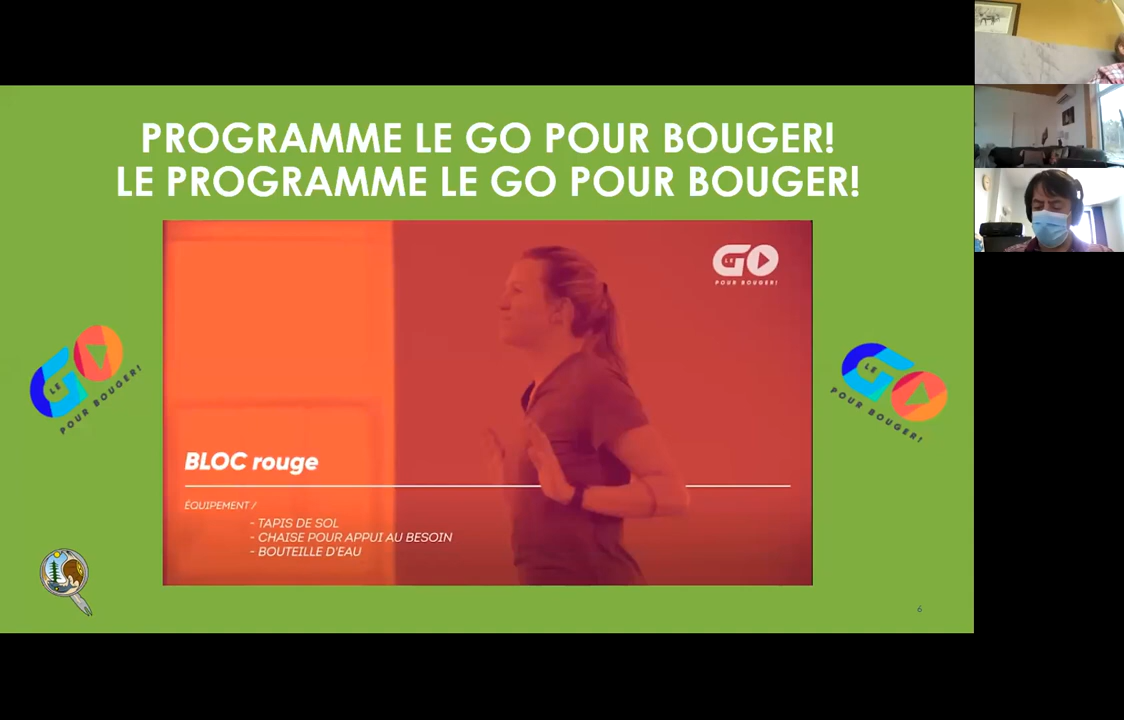 PROGRAMME LE GO POUR BOUGER!
LE PROGRAMME LE GO POUR BOUGER!
LE GO
POUR BOUGER!
BLOC rouge
ÉQUIPEMENT /
- TAPIS DE SOL
- CHAISE POUR APPUI AU BESOIN
- BOUTEILLE D'EAU
LE GO
POUR BOUGER!
LE GO
POUR BOUGER!
6